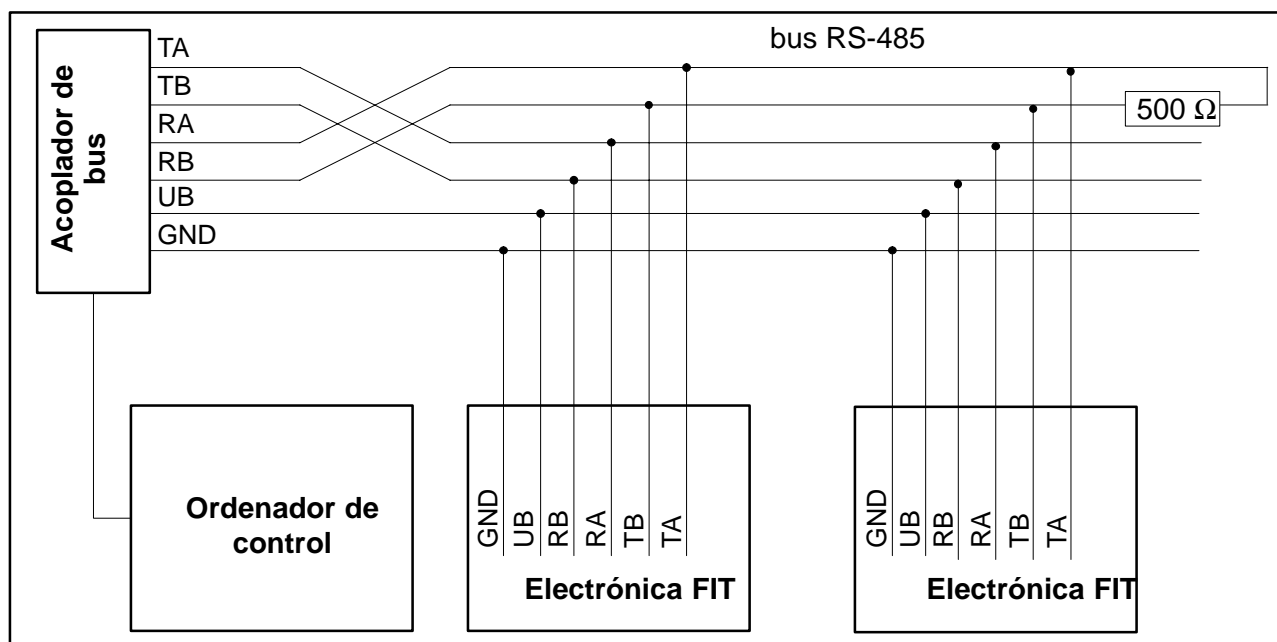 bus RS-485
Acoplador de
bus
TA
TB
RA
RB
UB
GND
500 Ω
Ordenador de
control
GND
UB
RB
RA
TB
TA
Electrónica FIT
GND
UB
RB
RA
TB
TA
Electrónica FIT